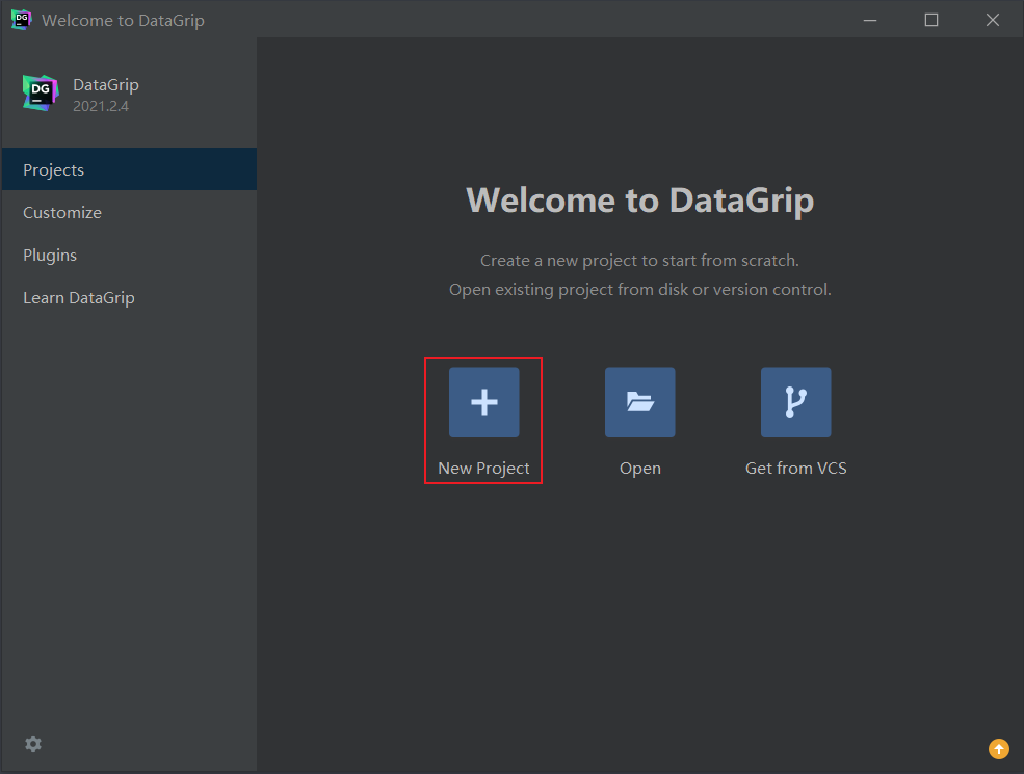 DG Welcome to DataGrip
DG DataGrip
2021.2.4
Projects
Customize
Plugins
Learn DataGrip
Welcome to DataGrip
Create a new project to start from scratch.
Open existing project from disk or version control.
New Project
Open
Get from VCS